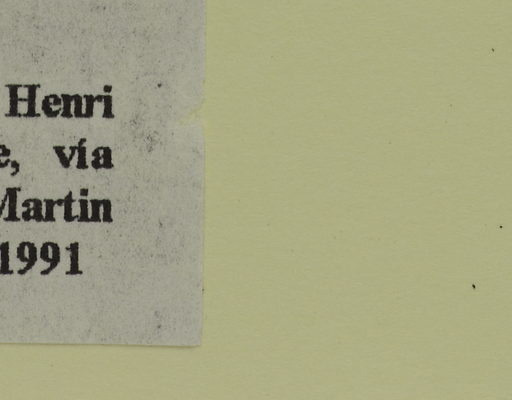 Henri
e, vía
Martin
1991